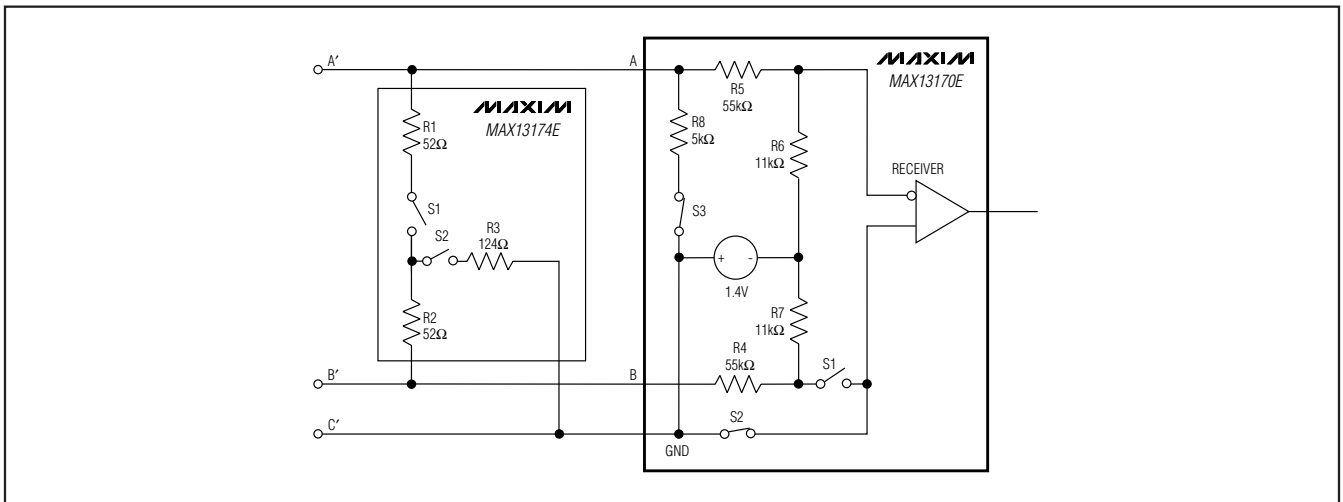 A′
A
MAXIM
MAX13170E
R5
55kΩ
MAXIM
MAX13174E
R1
52Ω
R8
5kΩ
R6
11kΩ
RECEIVER
S1
S3
S2
R3
124Ω
+ -
1.4V
R7
11kΩ
R2
52Ω
R4
55kΩ
S1
B′
B
C′
S2
GND